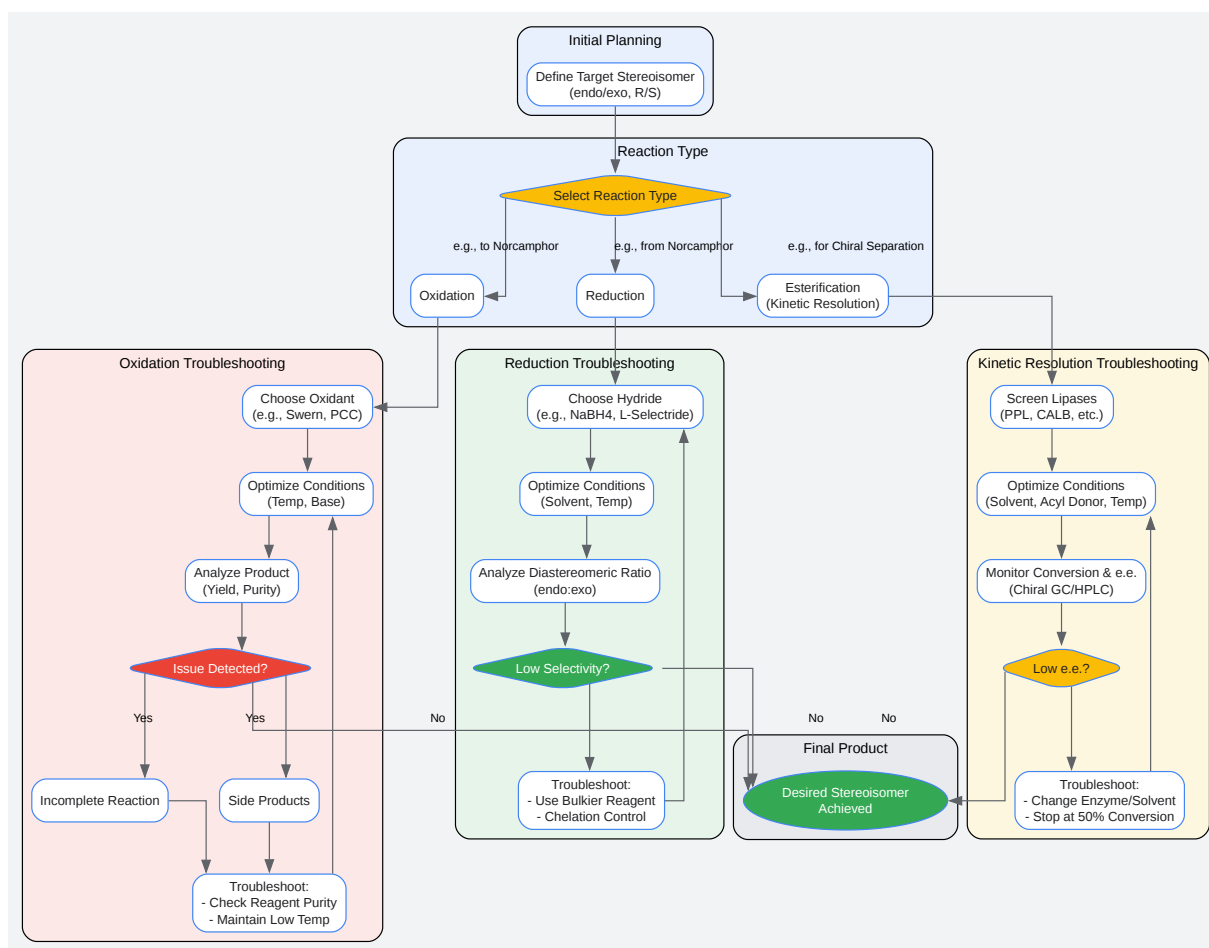 Initial Planning
Define Target Stereoisomer
(endo/exo, R/S)
Reaction Type
Select Reaction Type
e.g., to Norcamphor
e.g., from Norcamphor
e.g., for Chiral Separation
Oxidation
Reduction
Esterification
(Kinetic Resolution)
Oxidation Troubleshooting
Choose Oxidant
(e.g., Swern, PCC)
Optimize Conditions
(Temp, Base)
Analyze Product
(Yield, Purity)
Issue Detected?
Yes
Yes
No
Incomplete Reaction
Side Products
Troubleshoot:
- Check Reagent Purity
- Maintain Low Temp
Reduction Troubleshooting
Choose Hydride
(e.g., NaBH4, L-Selectride)
Optimize Conditions
(Solvent, Temp)
Analyze Diastereomeric Ratio
(endo:exo)
Low Selectivity?
No
Troubleshoot:
- Use Bulkier Reagent
- Chelation Control
Kinetic Resolution Troubleshooting
Screen Lipases
(PPL, CALB, etc.)
Optimize Conditions
(Solvent, Acyl Donor, Temp)
Monitor Conversion & e.e.
(Chiral GC/HPLC)
Low e.e.?
No
Troubleshoot:
- Change Enzyme/Solvent
- Stop at 50% Conversion
Final Product
Desired Stereoisomer
Achieved